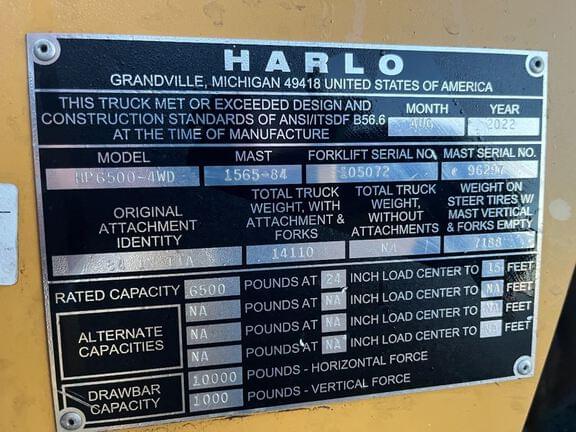 HARLO
GRANDVILLE, MICHIGAN 49418 UNITED STATES OF AMERICA
THIS TRUCK MET OR EXCEEDED DESIGN AND
CONSTRUCTION STANDARDS OF ANSI/ITSDF B56.6
AT THE TIME OF MANUFACTURE
MONTH YEAR
AUG 2022
MODEL MAST FORKLIFT SERIAL NO. MAST SERIAL NO.
HP6500-4WD 1565-84 105072 96297
ORIGINAL
ATTACHMENT
IDENTITY
TOTAL TRUCK
WEIGHT, WITH
ATTACHMENT &
FORKS
TOTAL TRUCK
WEIGHT,
WITHOUT
ATTACHMENTS
WEIGHT ON
STEER TIRES W/
MAST VERTICAL
& FORKS EMPTY
14110 NA 7188
RATED CAPACITY 6500 POUNDS AT 24 INCH LOAD CENTER TO 15 FEET
ALTERNATE
CAPACITIES
NA POUNDS AT NA INCH LOAD CENTER TO NA FEET
NA POUNDS AT NA INCH LOAD CENTER TO NA FEET
NA POUNDS AT NA INCH LOAD CENTER TO NA FEET
DRAWBAR
CAPACITY
10000 POUNDS - HORIZONTAL FORCE
1000 POUNDS - VERTICAL FORCE